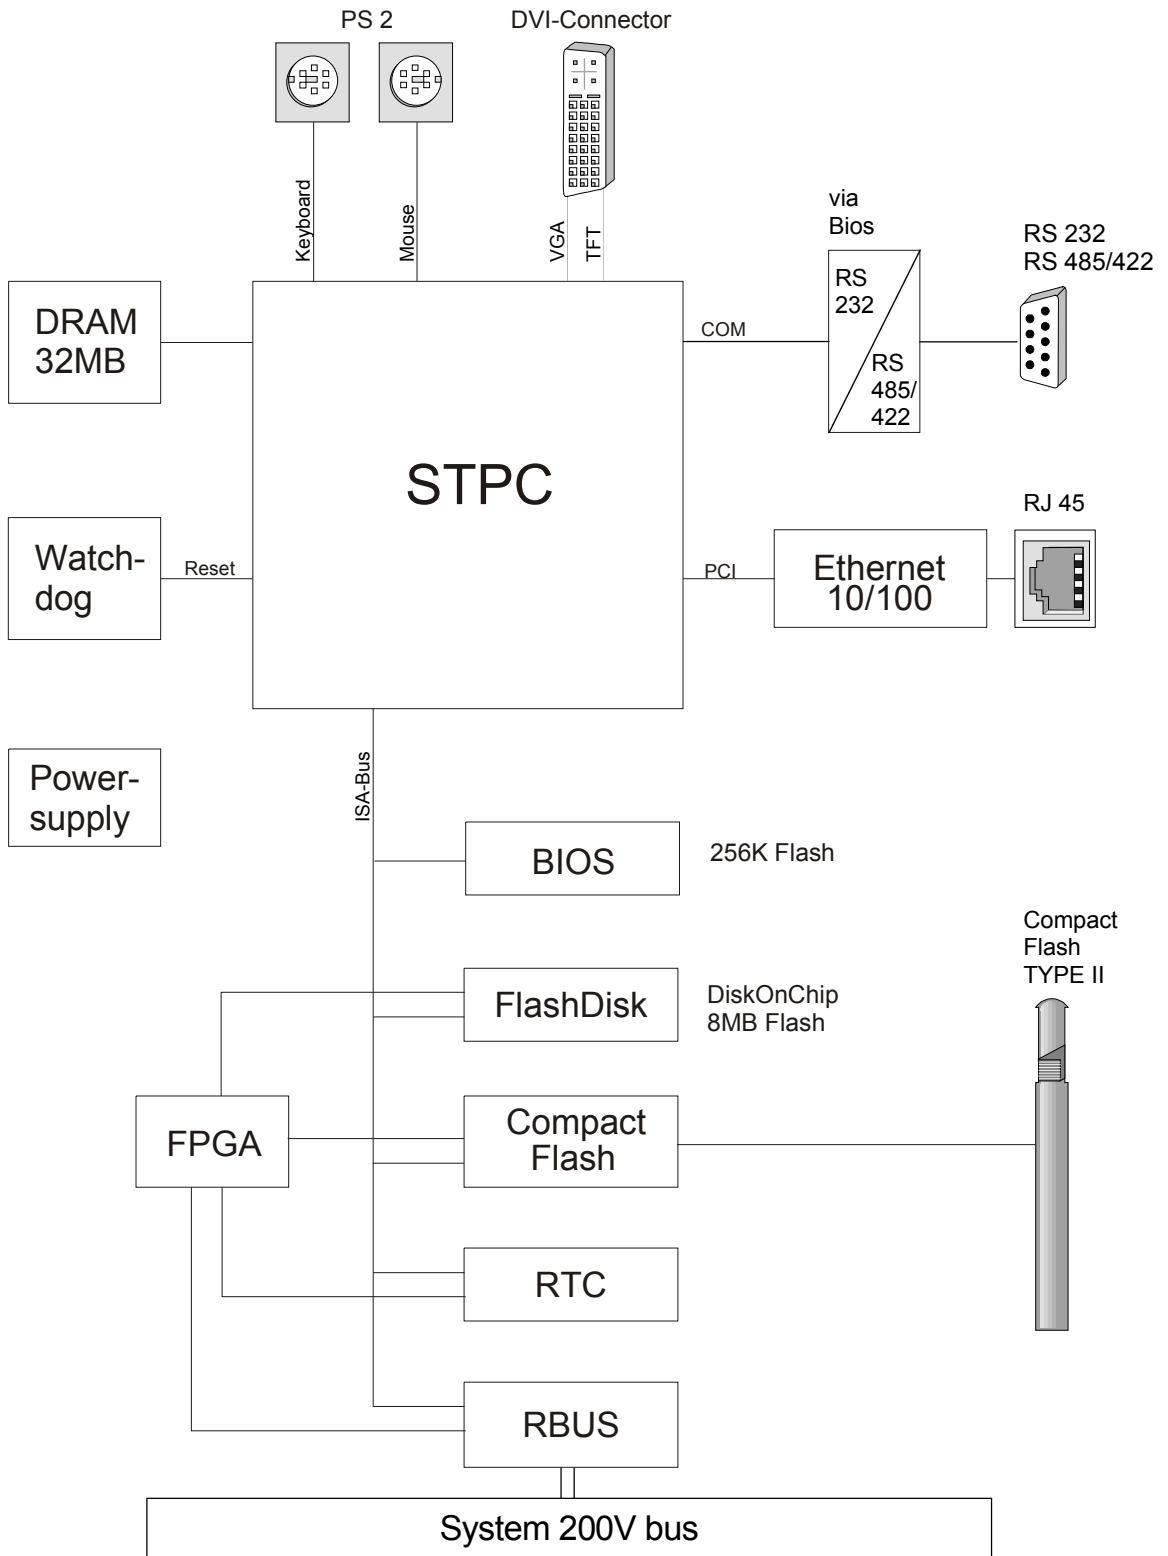 PS 2
DVI-Connector
Keyboard
Mouse
VGA
TFT
via
Bios
RS 232
RS 485/422
RS
232
RS
485/
422
COM
DRAM
32MB
STPC
RJ 45
Watch-
dog
Reset
PCI
Ethernet
10/100
Power-
supply
ISA-Bus
BIOS
256K Flash
Compact
Flash
TYPE II
FlashDisk
DiskOnChip
8MB Flash
FPGA
Compact
Flash
RTC
RBUS
System 200V bus